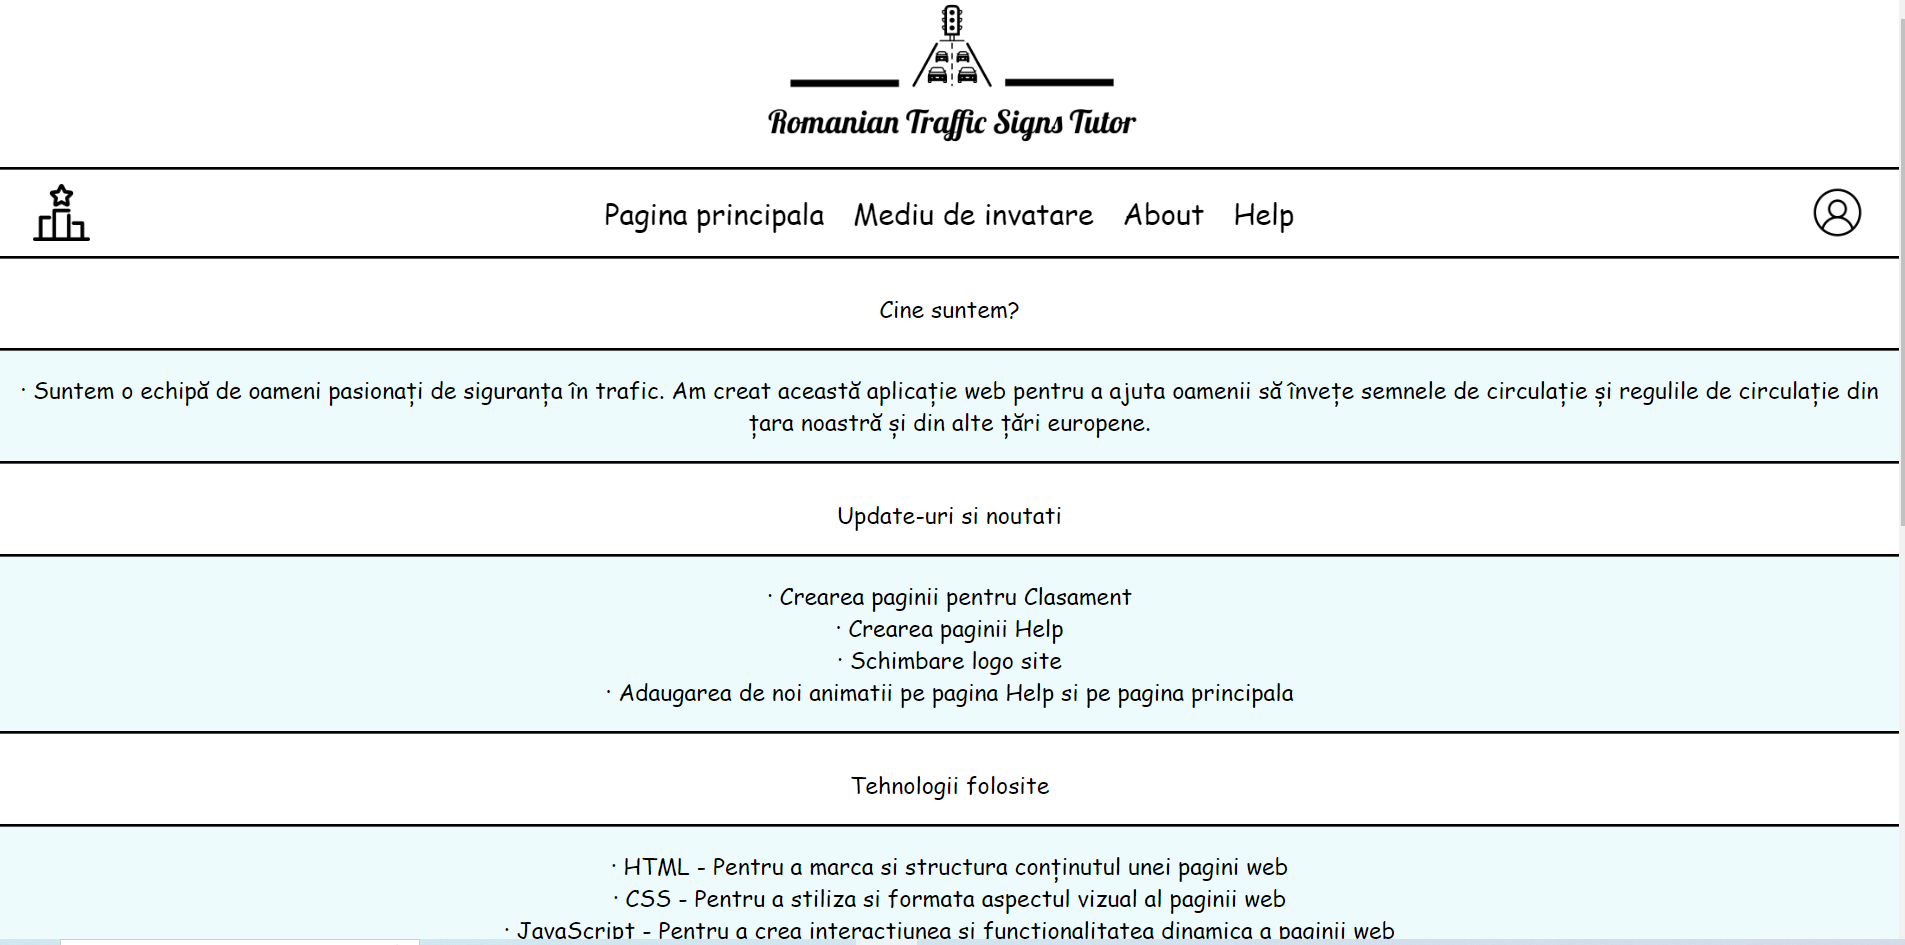 Romanian Traffic Signs Tutor
Pagina principala Mediu de invatare About Help
Cine suntem?
· Suntem o echipă de oameni pasionați de siguranța în trafic. Am creat această aplicație web pentru a ajuta oamenii să învețe semnele de circulație și regulile de circulație din
țara noastră și din alte țări europene.
Update-uri si noutati
· Crearea paginii pentru Clasament
· Crearea paginii Help
· Schimbare logo site
· Adaugarea de noi animatii pe pagina Help si pe pagina principala
Tehnologii folosite
· HTML - Pentru a marca si structura conținutul unei pagini web
· CSS - Pentru a stiliza si formata aspectul vizual al paginii web
· JavaScript - Pentru a crea interactiunea si functionalitatea dinamica a paginii web